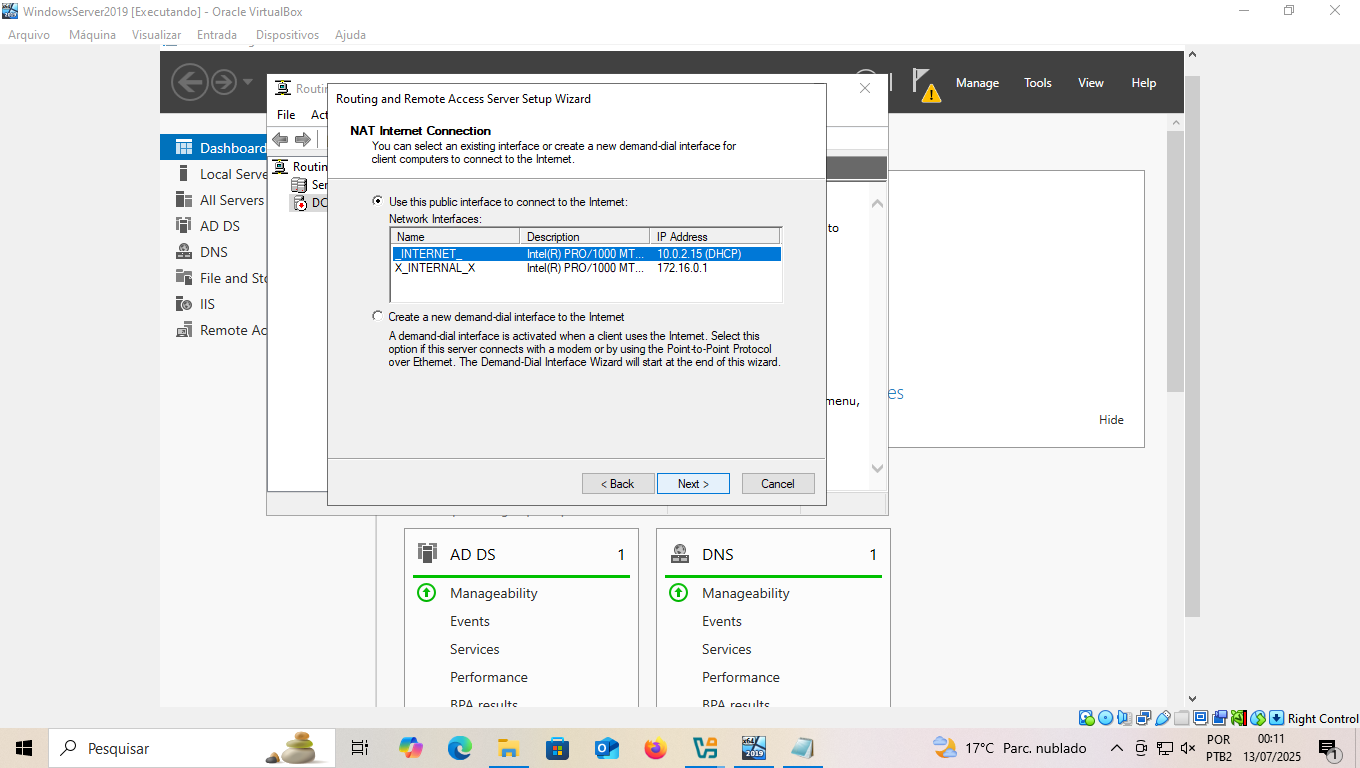 WindowsServer2019 [Executando] - Oracle VirtualBox
Arquivo Máquina Visualizar Entrada Dispositivos Ajuda
Manage Tools View Help
Routin
File Act
Routing and Remote Access Server Setup Wizard
NAT Internet Connection
You can select an existing interface or create a new demand-dial interface for
client computers to connect to the Internet.
Dashboard
Local Serve
All Servers
AD DS
DNS
File and Sto
IIS
Remote Ac
Routin
Ser
DC
Use this public interface to connect to the Internet:
Network Interfaces:
Name Description IP Address
_INTERNET_ Intel(R) PRO/1000 MT... 10.0.2.15 (DHCP)
X_INTERNAL_X Intel(R) PRO/1000 MT... 172.16.0.1
Create a new demand-dial interface to the Internet
A demand-dial interface is activated when a client uses the Internet. Select this
option if this server connects with a modem or by using the Point-to-Point Protocol
over Ethernet. The Demand-Dial Interface Wizard will start at the end of this wizard.
to
menu,
es
Hide
< Back Next > Cancel
AD DS 1
Manageability
Events
Services
Performance
BPA results
DNS 1
Manageability
Events
Services
Performance
BPA results
Right Control
Pesquisar
17°C Parc. nublado
POR
PTB2
00:11
13/07/2025
1